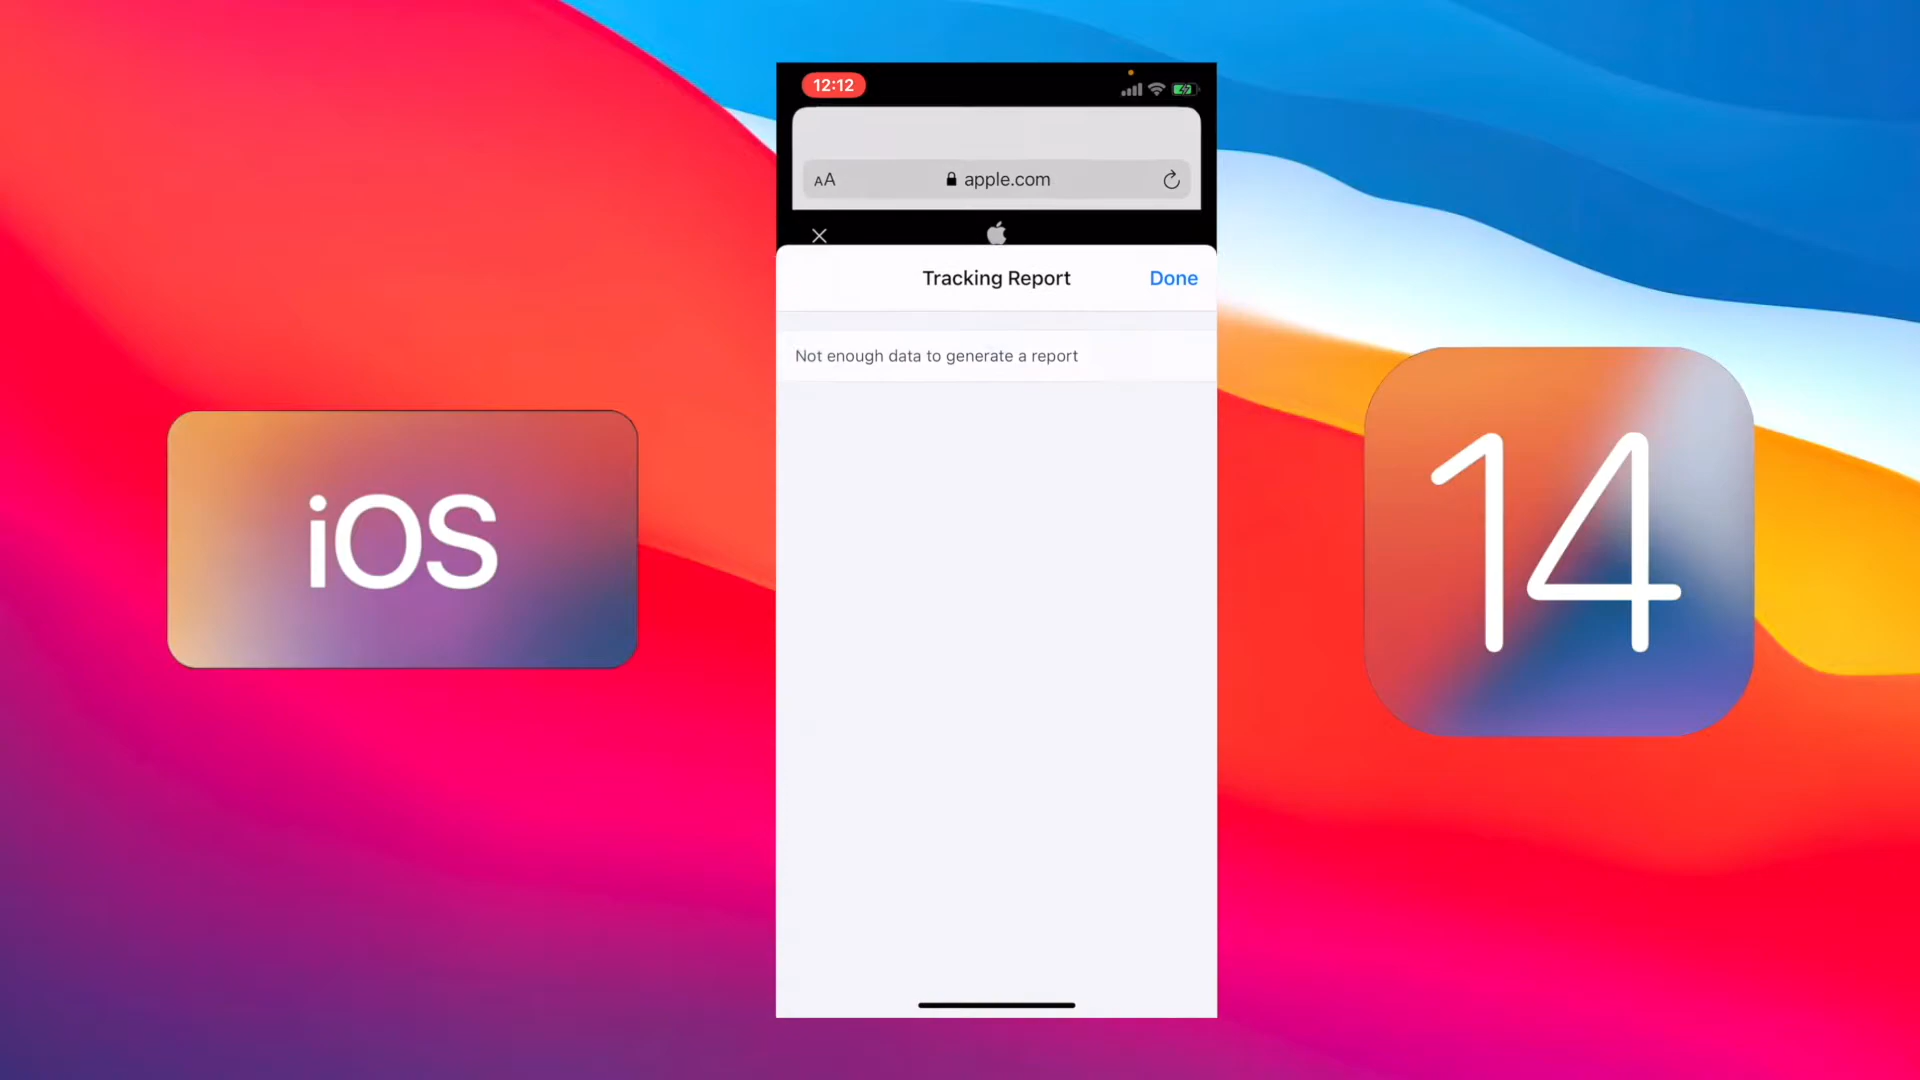 12:12
AA apple.com
Tracking Report Done
Not enough data to generate a report
iOS
14